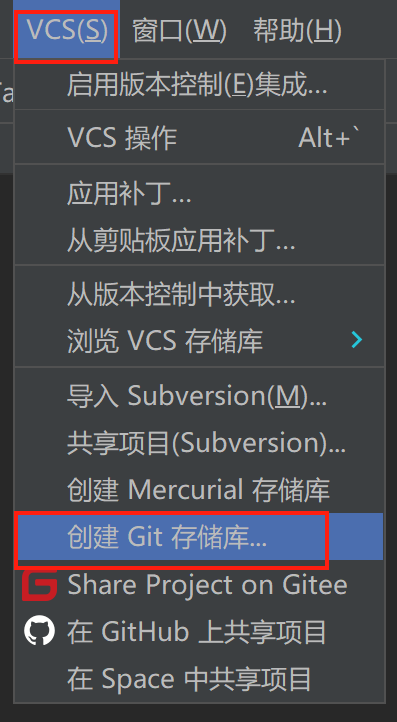 VCS(S) 窗口(W) 帮助(H)
启用版本控制(E)集成...
VCS 操作 Alt+`
应用补丁...
从剪贴板应用补丁...
从版本控制中获取...
浏览 VCS 存储库
导入 Subversion(M)...
共享项目(Subversion)...
创建 Mercurial 存储库
创建 Git 存储库...
Share Project on Gitee
在 GitHub 上共享项目
在 Space 中共享项目